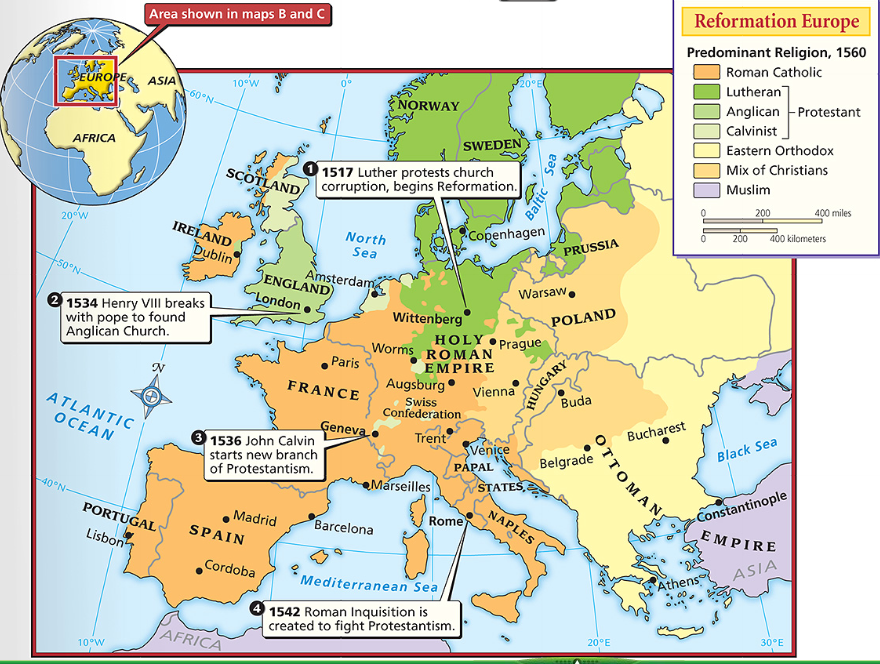 Area shown in maps B and C
EUROPE
ASIA
AFRICA
Reformation Europe
Predominant Religion, 1560
Roman Catholic
Lutheran
Anglican
Protestant
Calvinist
Eastern Orthodox
Mix of Christians
Muslim
0 200 400 miles
0 200 400 kilometers
10°W
0°
20°E
60°N
20°W
50°N
40°N
10°W
20°E
30°E
NORWAY
SWEDEN
SCOTLAND
1 1517 Luther protests church
corruption, begins Reformation.
Baltic Sea
IRELAND
Dublin
North
Sea
Copenhagen
PRUSSIA
ENGLAND
London
Amsterdam
Warsaw
POLAND
2 1534 Henry VIII breaks
with pope to found
Anglican Church.
Wittenberg
HOLY
ROMAN
EMPIRE
Prague
Worms
Paris
FRANCE
Augsburg
Vienna
HUNGARY
Buda
Swiss
Confederation
N
ATLANTIC
OCEAN
Geneva
3 1536 John Calvin
starts new branch
of Protestantism.
Trent
Venice
Belgrade
Bucharest
Black Sea
OTTOMAN
EMPIRE
Constantinople
ASIA
PAPAL
STATES
Marseilles
Rome
NAPLES
PORTUGAL
Lisbon
SPAIN
Madrid
Barcelona
Cordoba
Mediterranean Sea
Athens
4 1542 Roman Inquisition is
created to fight Protestantism.
AFRICA